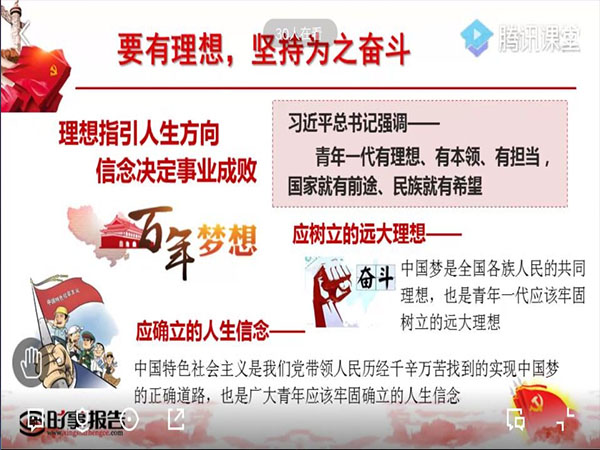 30人在看
要有理想，坚持为之奋斗
腾讯课堂
理想指引人生方向
信念决定事业成败
习近平总书记强调——
青年一代有理想、有本领、有担当，
国家就有前途、民族就有希望
百年梦想
应树立的远大理想——
奋斗
中国梦是全国各族人民的共同
理想，也是青年一代应该牢固
树立的远大理想
应确立的人生信念——
中国特色社会主义是我们党带领人民历经千辛万苦找到的实现中国梦
的正确道路，也是广大青年应该牢固确立的人生信念
时事报告